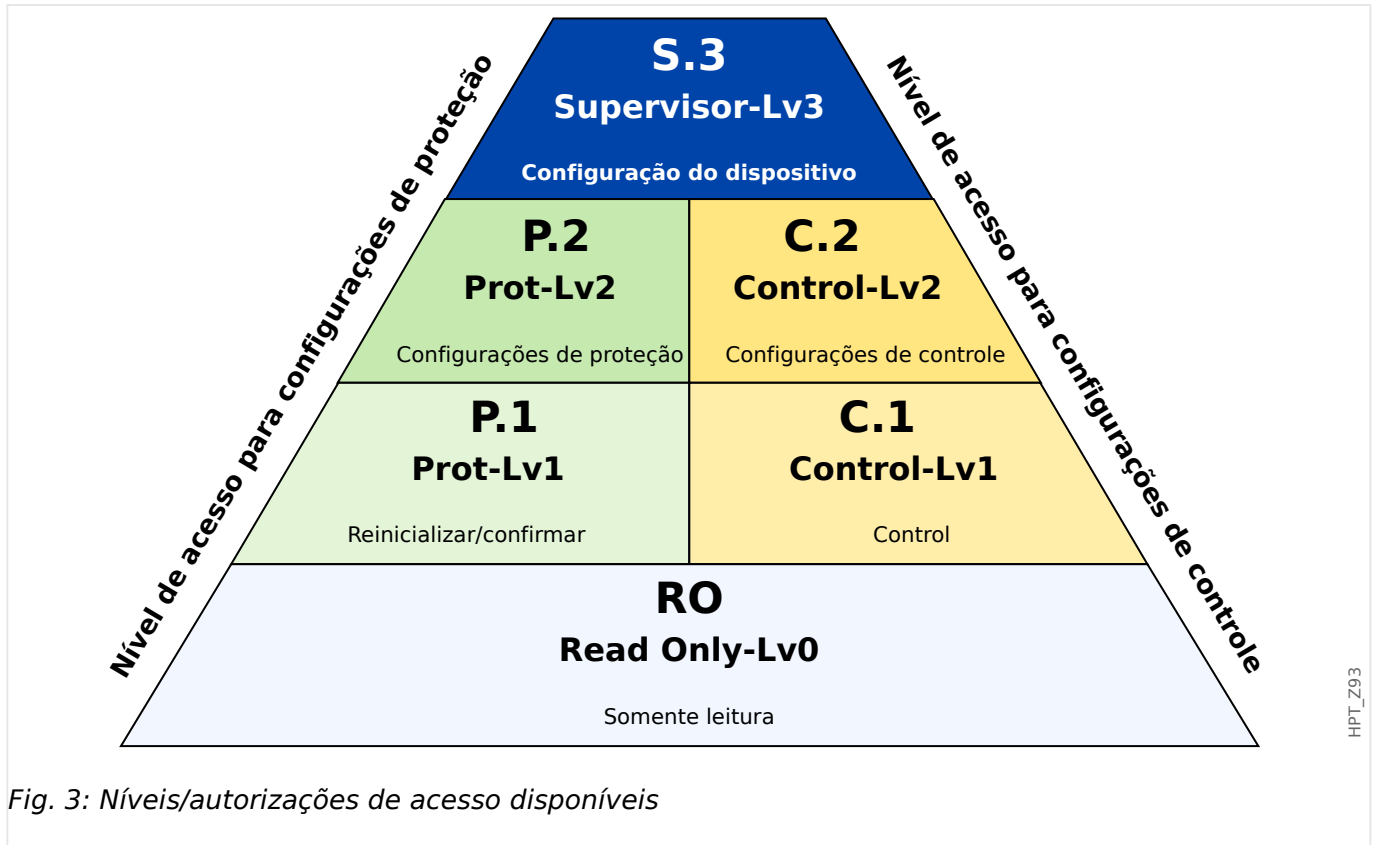 S.3
Supervisor-Lv3
Configuração do dispositivo
Nível de acesso para configurações de proteção
Nível de acesso para configurações de controle
P.2
Prot-Lv2
Configurações de proteção
C.2
Control-Lv2
Configurações de controle
P.1
Prot-Lv1
Reinicializar/confirmar
C.1
Control-Lv1
Control
RO
Read Only-Lv0
Somente leitura
HPT_Z93
Fig. 3: Níveis/autorizações de acesso disponíveis